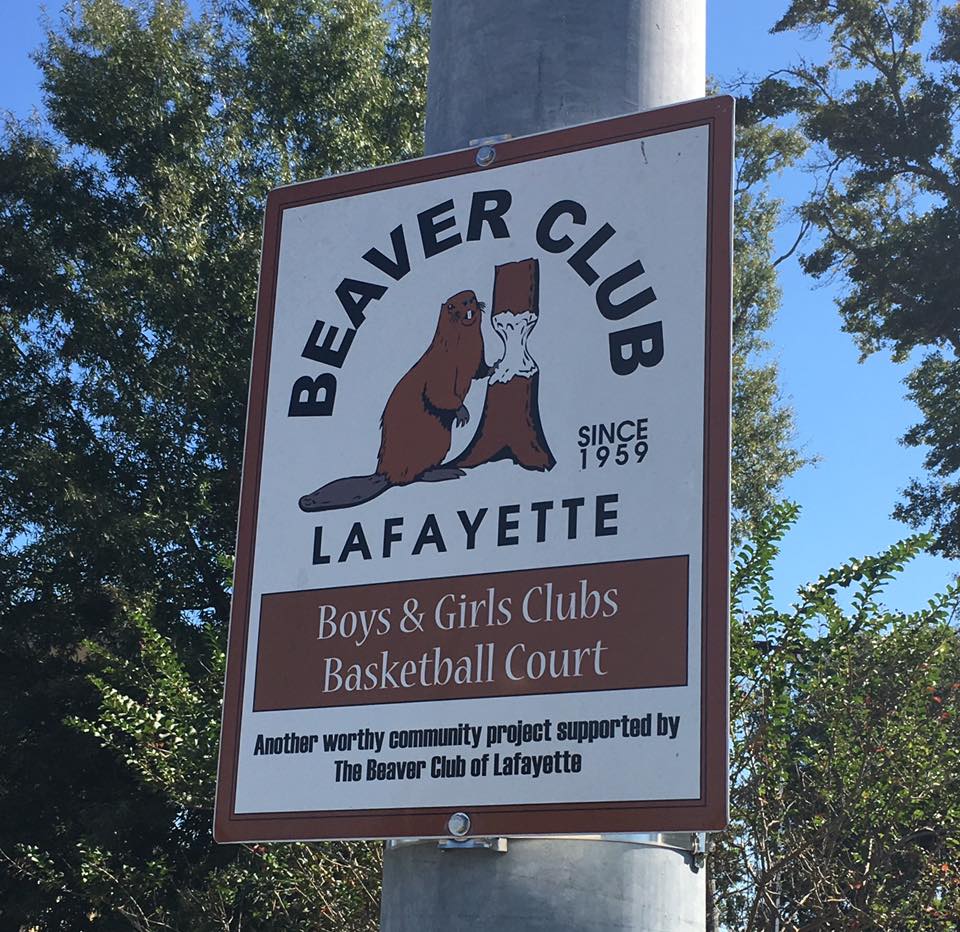 BEAVER CLUB
SINCE
1959
LAFAYETTE
Boys & Girls Clubs
Basketball Court
Another worthy community project supported by
The Beaver Club of Lafayette